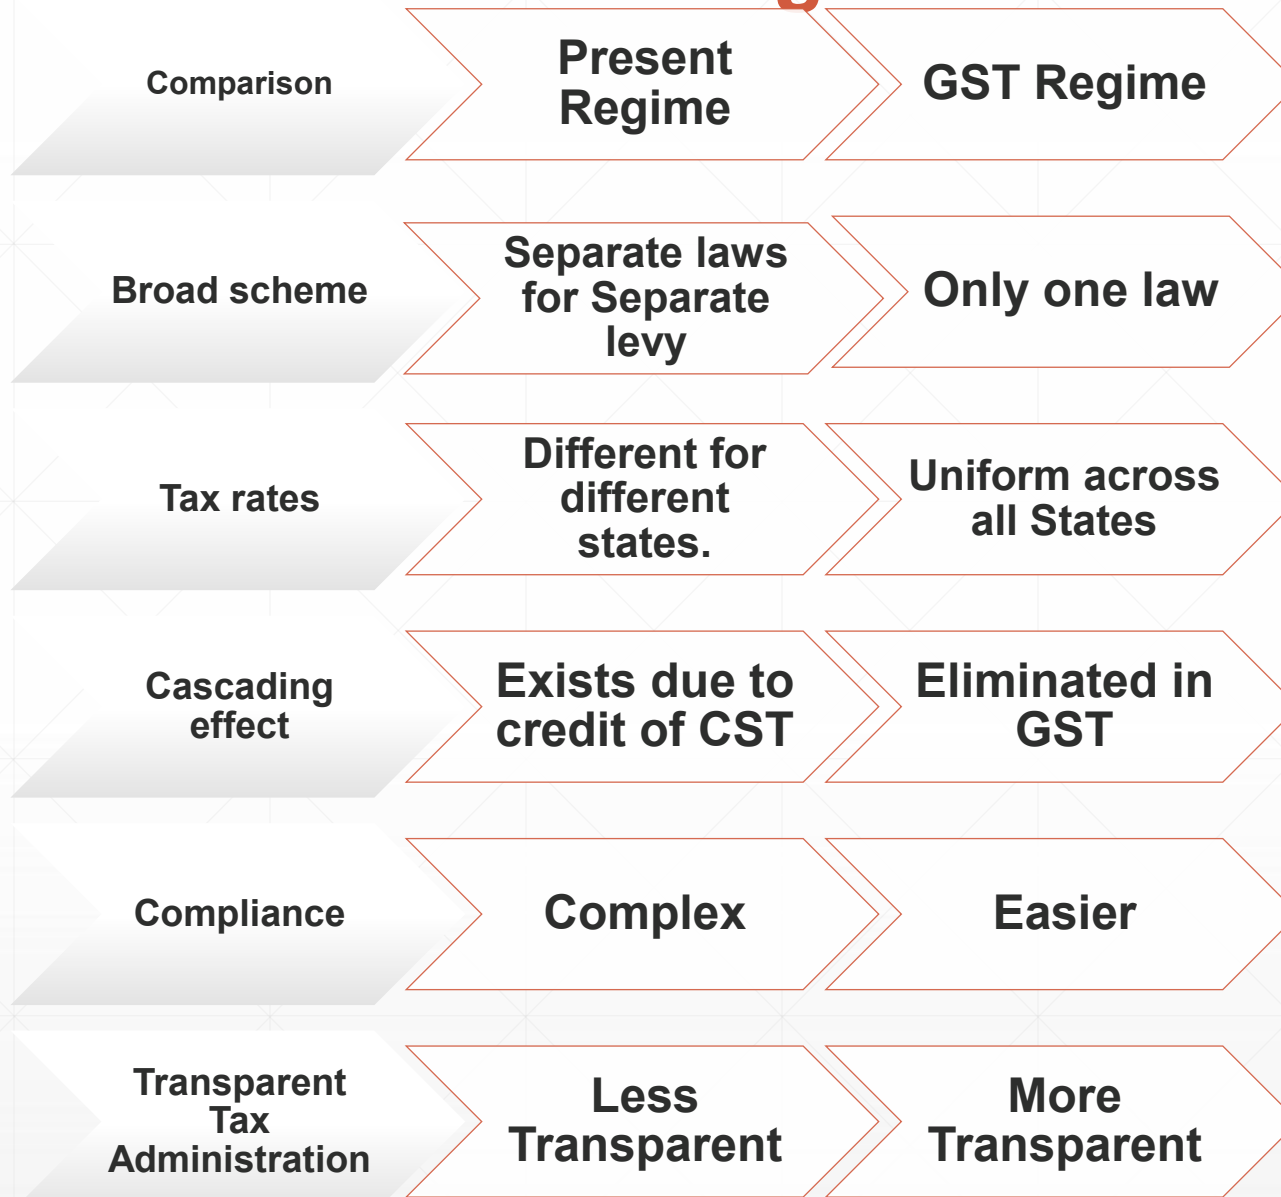 Comparison
Present
Regime
GST Regime
Broad scheme
Separate laws
for Separate
levy
Only one law
Tax rates
Different for
different
states.
Uniform across
all States
Cascading
effect
Exists due to
credit of CST
Eliminated in
GST
Compliance
Complex
Easier
Transparent
Tax
Administration
Less
Transparent
More
Transparent